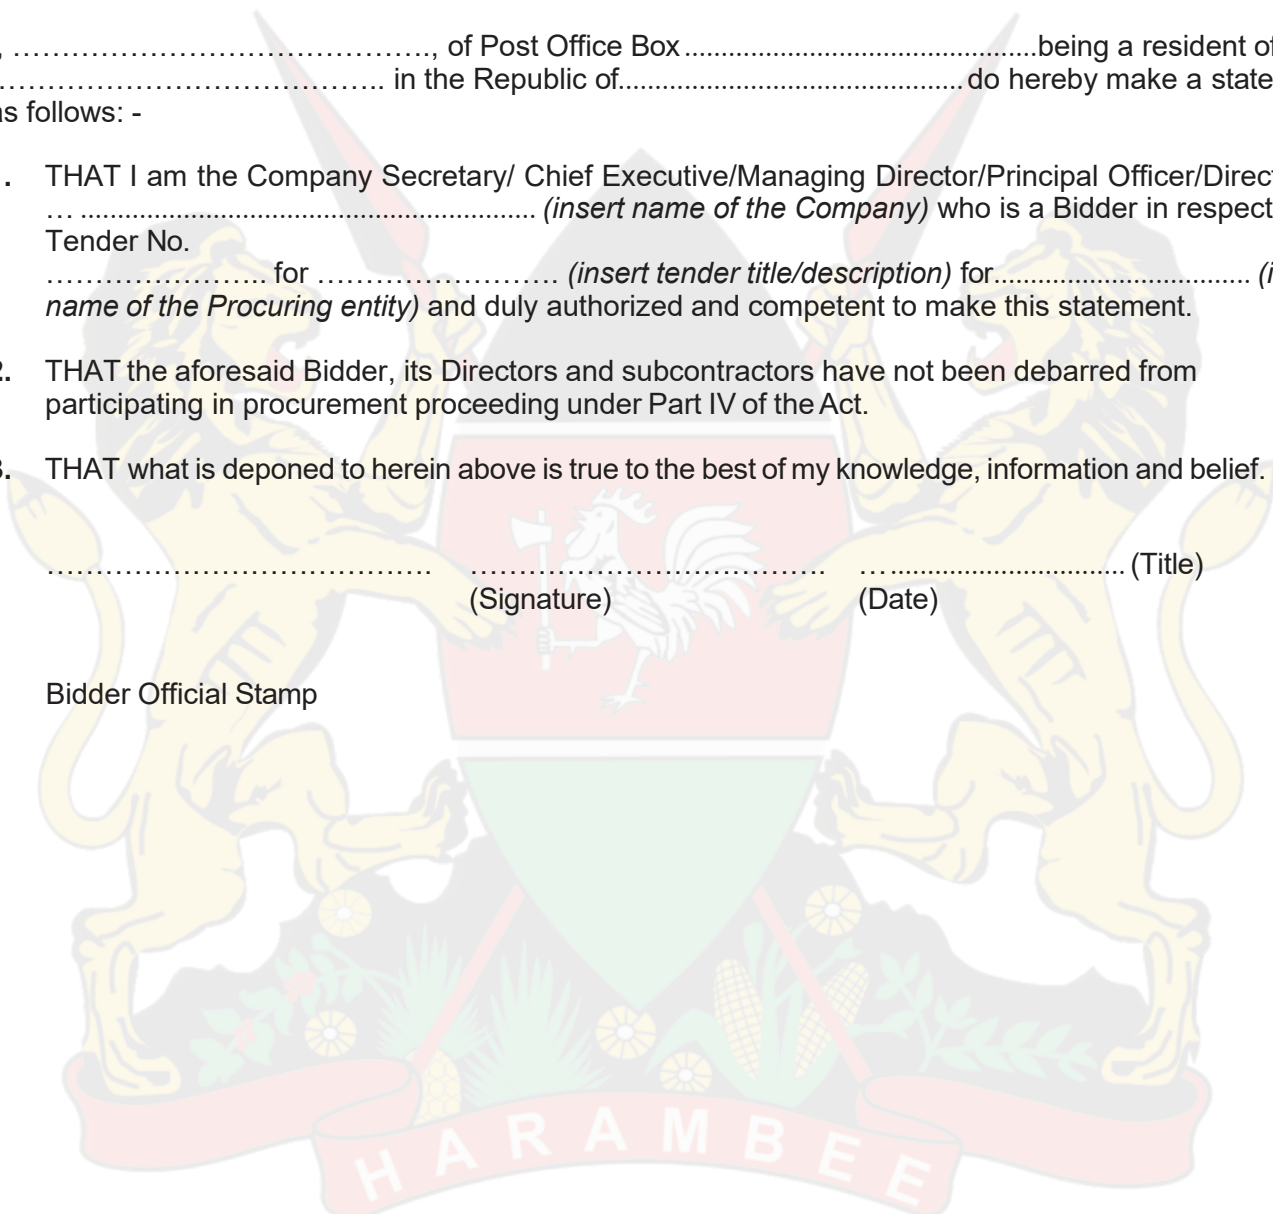 , ……………………………………., of Post Office Box ................................................being a resident of
……………………………………….. in the Republic of.............................................. do hereby make a state
as follows: -
. THAT I am the Company Secretary/ Chief Executive/Managing Director/Principal Officer/Direct
… .............................................................. (insert name of the Company) who is a Bidder in respect
Tender No.
………………….. for ……………………. (insert tender title/description) for................................... (i
name of the Procuring entity) and duly authorized and competent to make this statement.
2. THAT the aforesaid Bidder, its Directors and subcontractors have not been debarred from
participating in procurement proceeding under Part IV of the Act.
3. THAT what is deponed to herein above is true to the best of my knowledge, information and belief.
………………………………… ……………………………… …................................ (Title)
(Signature) (Date)
Bidder Official Stamp
HARAMBEE